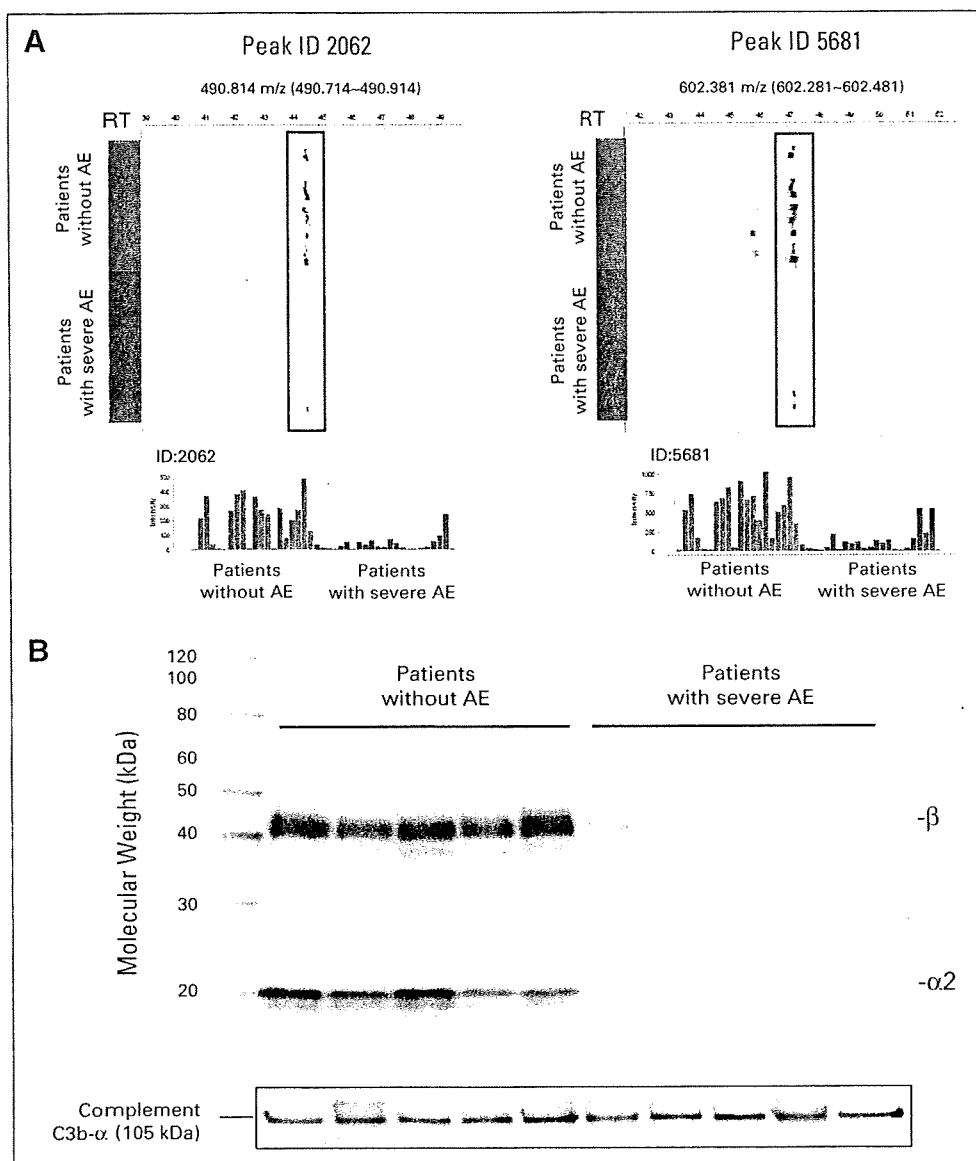 A
Peak ID 2062
Peak ID 5681
490.814 m/z (490.714~490.914)
602.381 m/z (602.281~602.481)
RT
RT
Patients
without AE
Patients
with severe AE
Patients
without AE
Patients
with severe AE
ID:2062
ID:5681
Intensity
Intensity
Patients
without AE
Patients
with severe AE
Patients
without AE
Patients
with severe AE
B
Patients
without AE
Patients
with severe AE
Molecular Weight (kDa)
120
100
80
60
50
40
30
20
-β
-α2
Complement
C3b-α (105 kDa)